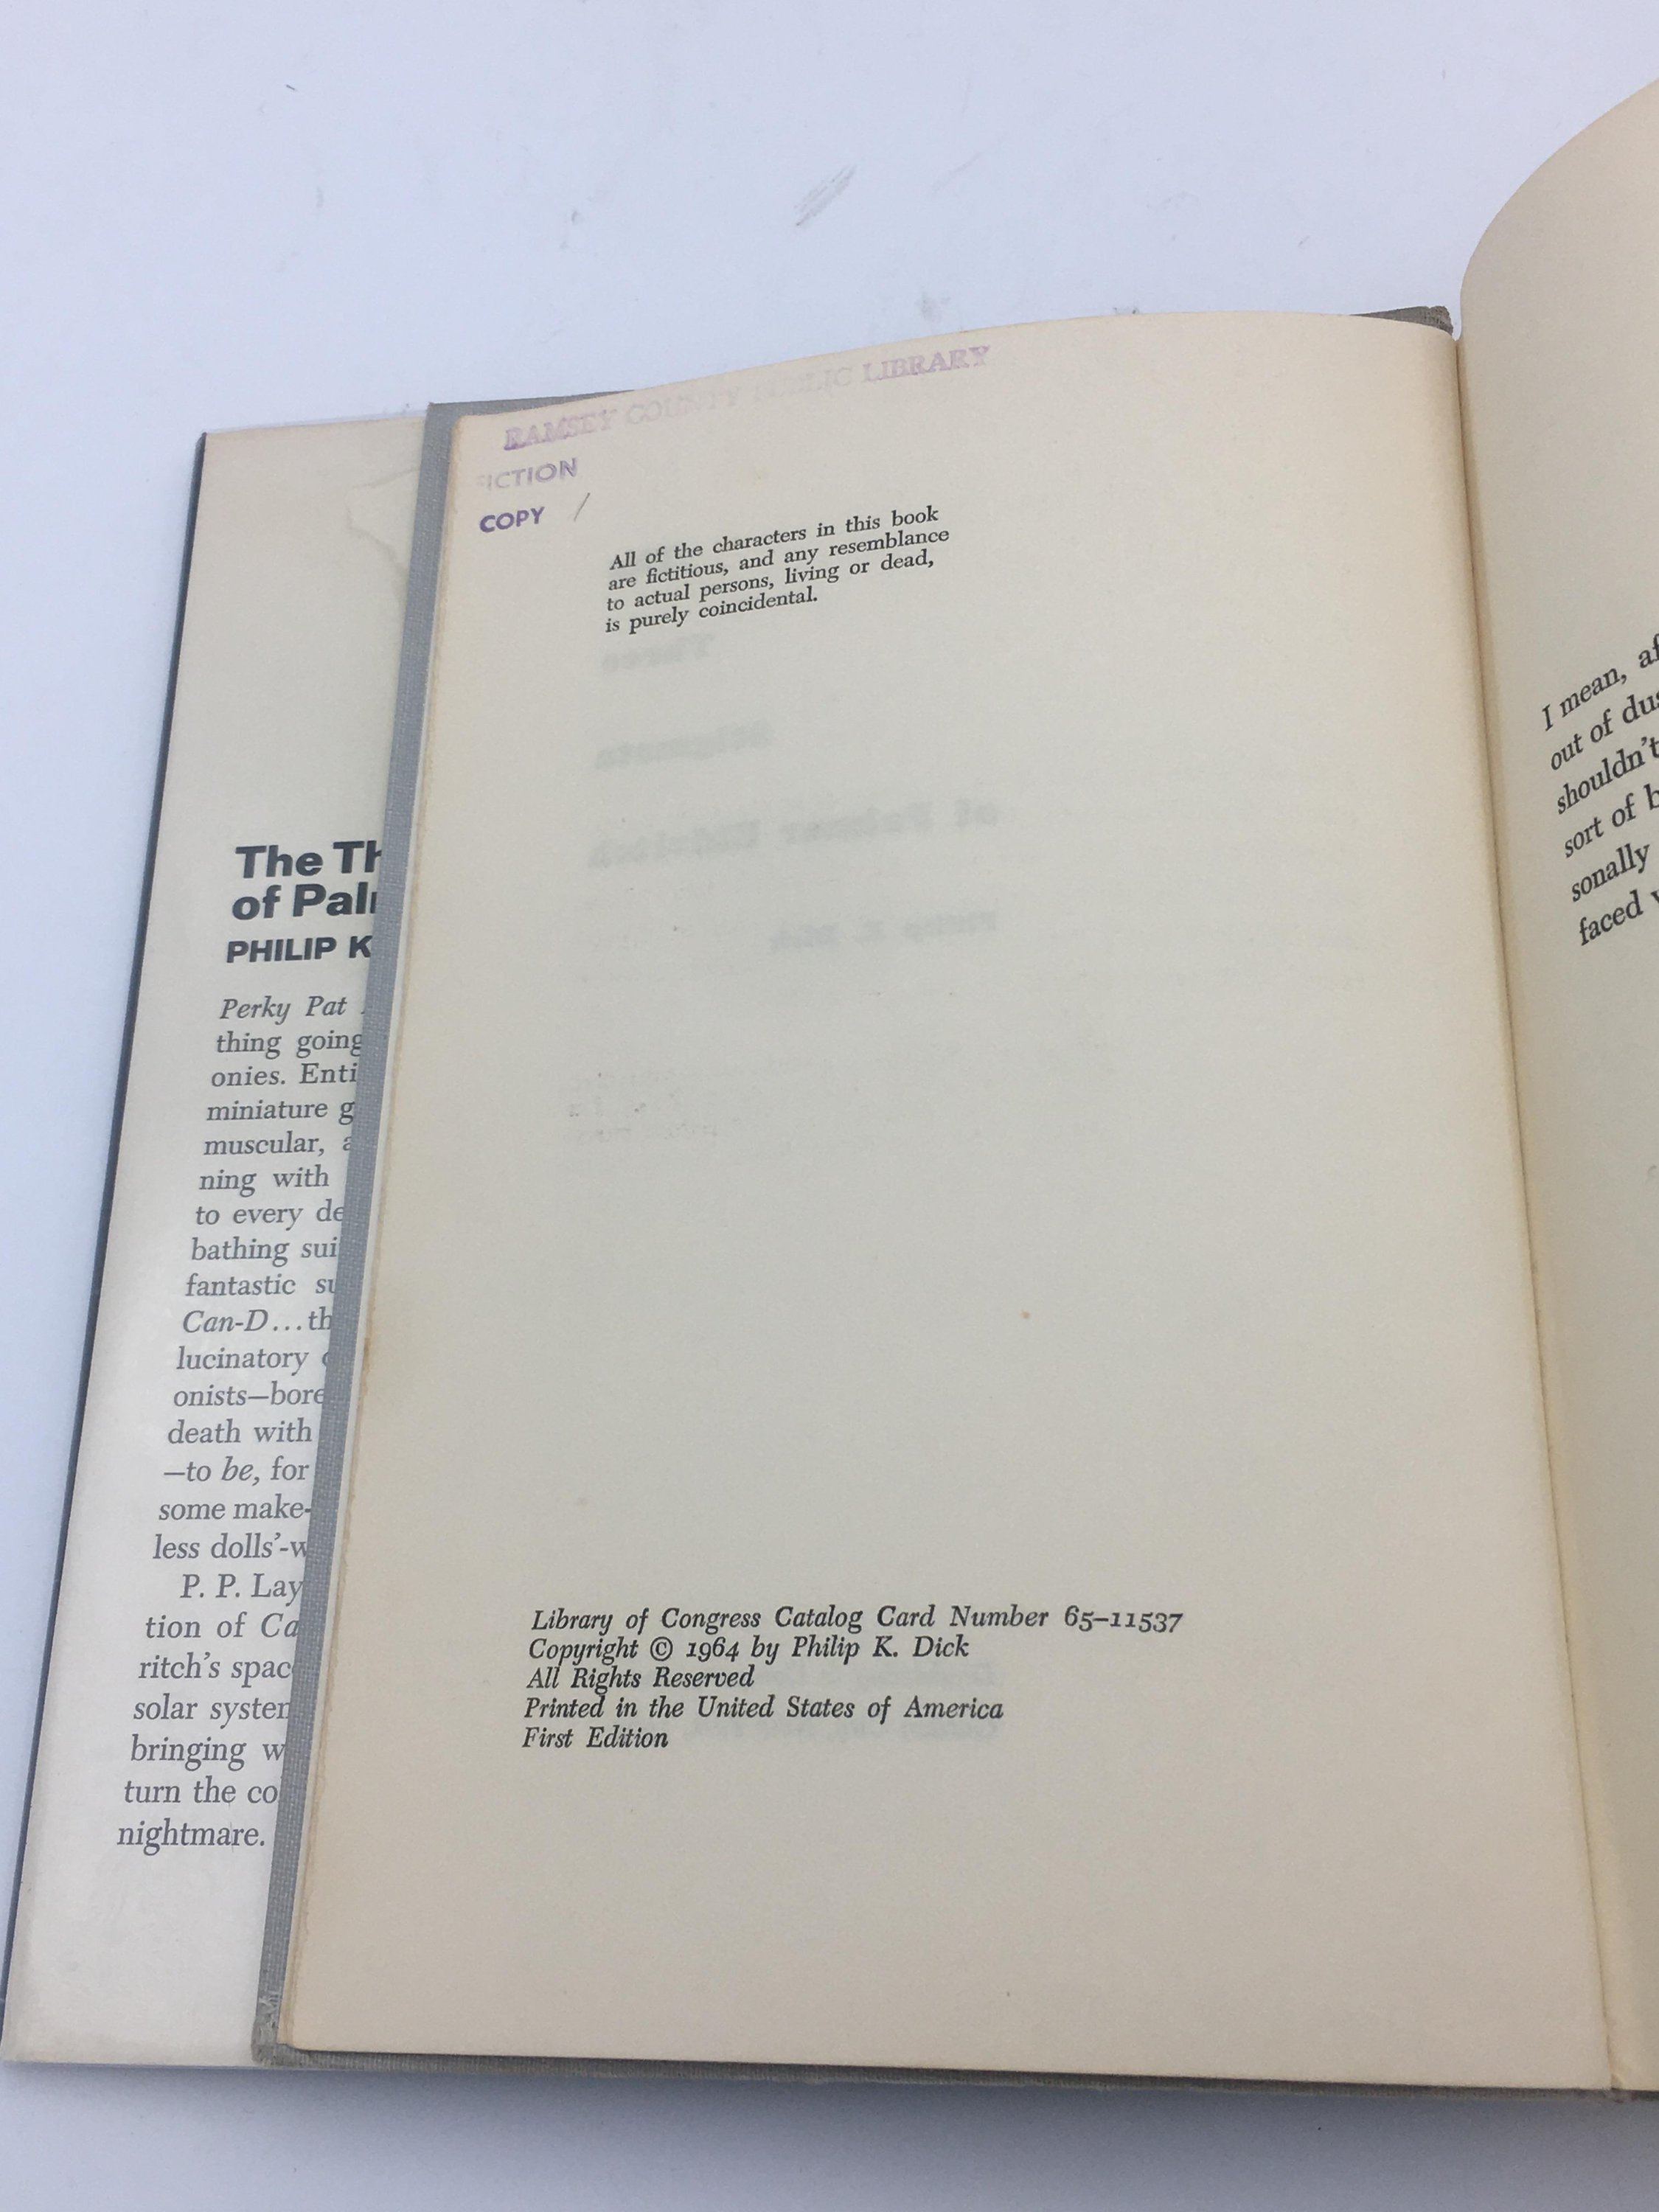 The Th
of Pal
PHILIP K
Perky Pat
thing going
onies. Enti
miniature g
muscular, a
ning with
to every de
bathing sui
fantastic su
Can-D...th
lucinatory
onists—bore
death with
—to be, for
some make-
less dolls'-w
P. P. Lay
tion of Ca
ritch's spac
solar system
bringing w
turn the co
nightmare.
RAMSEY COUNTY PUBLIC LIBRARY
FICTION
COPY /
All of the characters in this book
are fictitious, and any resemblance
to actual persons, living or dead,
is purely coincidental.
Library of Congress Catalog Card Number 65–11537
Copyright © 1964 by Philip K. Dick
All Rights Reserved
Printed in the United States of America
First Edition
I mean, af
out of dus
shouldn't
sort of b
sonally
faced